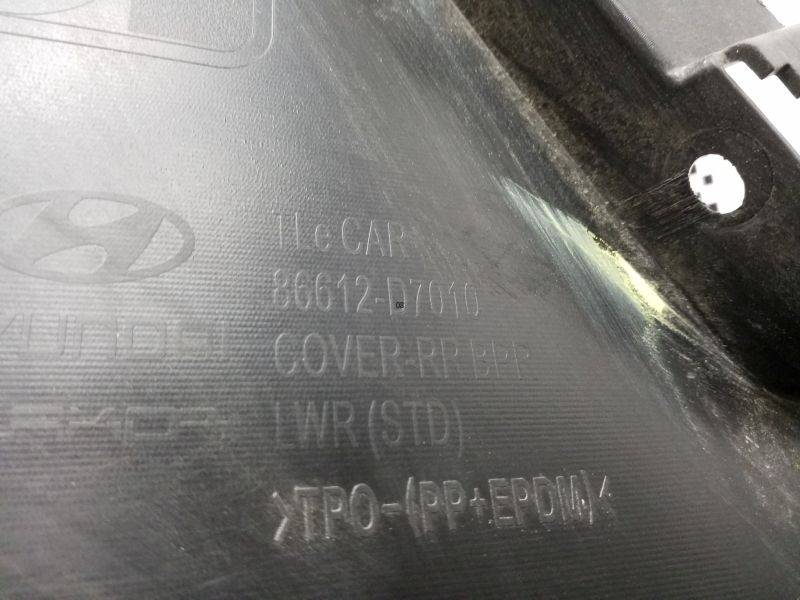 TLe CAR
86612-D7010
COVER-RR BPR
LWR (STD)
>TPO-(PP+EPDM)<